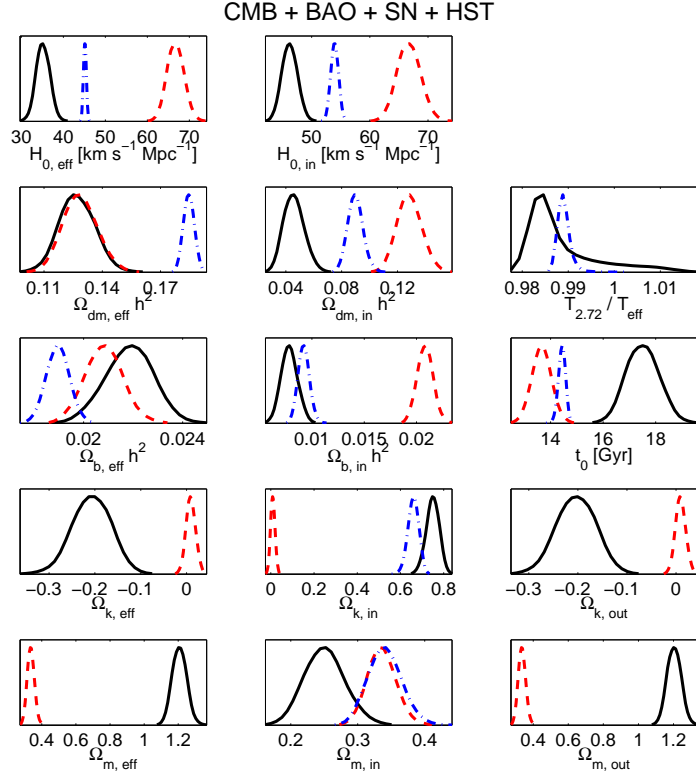 CMB + BAO + SN + HST
30 40 50 60 70
H0, eff [km s−1 Mpc−1]
50 60 70
H0, in [km s−1 Mpc−1]
0.11 0.14 0.17
Ωdm, eff h2
0.04 0.08 0.12
Ωdm, in h2
0.98 0.99 1 1.01
T2.72 / Teff
0.02 0.024
Ωb, eff h2
0.01 0.015 0.02
Ωb, in h2
14 16 18
t0 [Gyr]
−0.3 −0.2 −0.1 0
Ωk, eff
0 0.2 0.4 0.6 0.8
Ωk, in
−0.3 −0.2 −0.1 0
Ωk, out
0.4 0.6 0.8 1 1.2
Ωm, eff
0.2 0.3 0.4
Ωm, in
0.4 0.6 0.8 1 1.2
Ωm, out